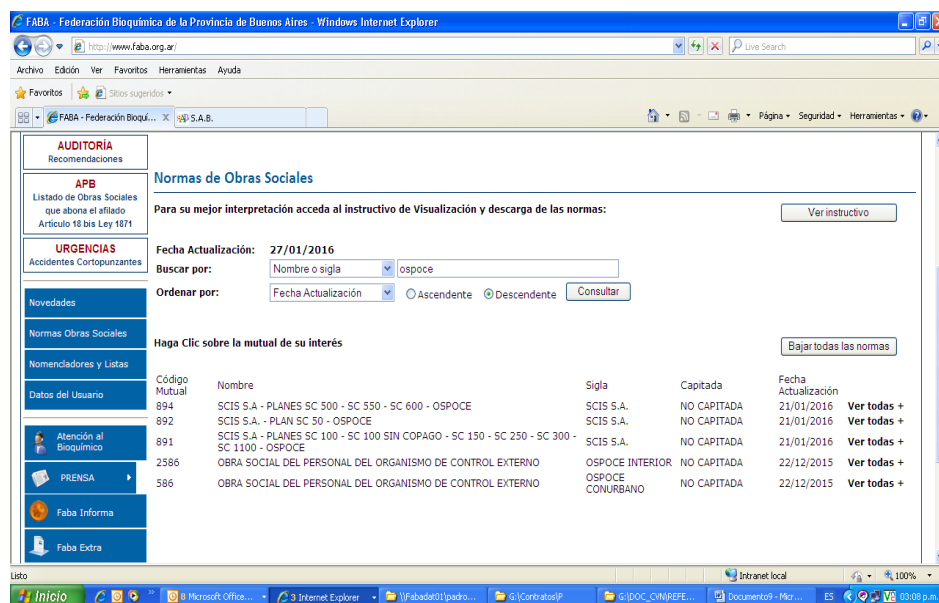 FABA - Federación Bioquímica de la Provincia de Buenos Aires - Windows Internet Explorer
http://www.faba.org.ar/
Live Search
Archivo Edición Ver Favoritos Herramientas Ayuda
Favoritos Sitios sugeridos
FABA - Federación Bioquí... X S.A.B. Página Seguridad Herramientas
AUDITORÍA
Recomendaciones
APB
Listado de Obras Sociales
que abona el afilado
Artículo 18 bis Ley 1871
URGENCIAS
Accidentes Cortopunzantes
Novedades
Normas Obras Sociales
Nomencladores y Listas
Datos del Usuario
Atención al
Bioquímico
PRENSA
Faba Informa
Faba Extra
Normas de Obras Sociales
Para su mejor interpretación acceda al instructivo de Visualización y descarga de las normas:
Ver instructivo
Fecha Actualización: 27/01/2016
Buscar por: Nombre o sigla ospoce
Ordenar por: Fecha Actualización Ascendente Descendente Consultar
Haga Clic sobre la mutual de su interés
Bajar todas las normas
Código Mutual Nombre Sigla Capitada Fecha Actualización
894 SCIS S.A - PLANES SC 500 - SC 550 - SC 600 - OSPOCE SCIS S.A. NO CAPITADA 21/01/2016 Ver todas +
892 SCIS S.A. - PLAN SC 50 - OSPOCE SCIS S.A. NO CAPITADA 21/01/2016 Ver todas +
891 SCIS S.A - PLANES SC 100 - SC 100 SIN COPAGO - SC 150 - SC 250 - SC 300 - SC 1100 - OSPOCE SCIS S.A. NO CAPITADA 21/01/2016 Ver todas +
2586 OBRA SOCIAL DEL PERSONAL DEL ORGANISMO DE CONTROL EXTERNO OSPOCE INTERIOR NO CAPITADA 22/12/2015 Ver todas +
586 OBRA SOCIAL DEL PERSONAL DEL ORGANISMO DE CONTROL EXTERNO OSPOCE CONURBANO NO CAPITADA 22/12/2015 Ver todas +
Listo Intranet local 100%
Inicio 8 Microsoft Office... 3 Internet Explorer \\Fabadat01\padro... G:\Contratos\P G:\DOC_CVN\REFE... Documento9 - Micr... ES 03:08 p.m.